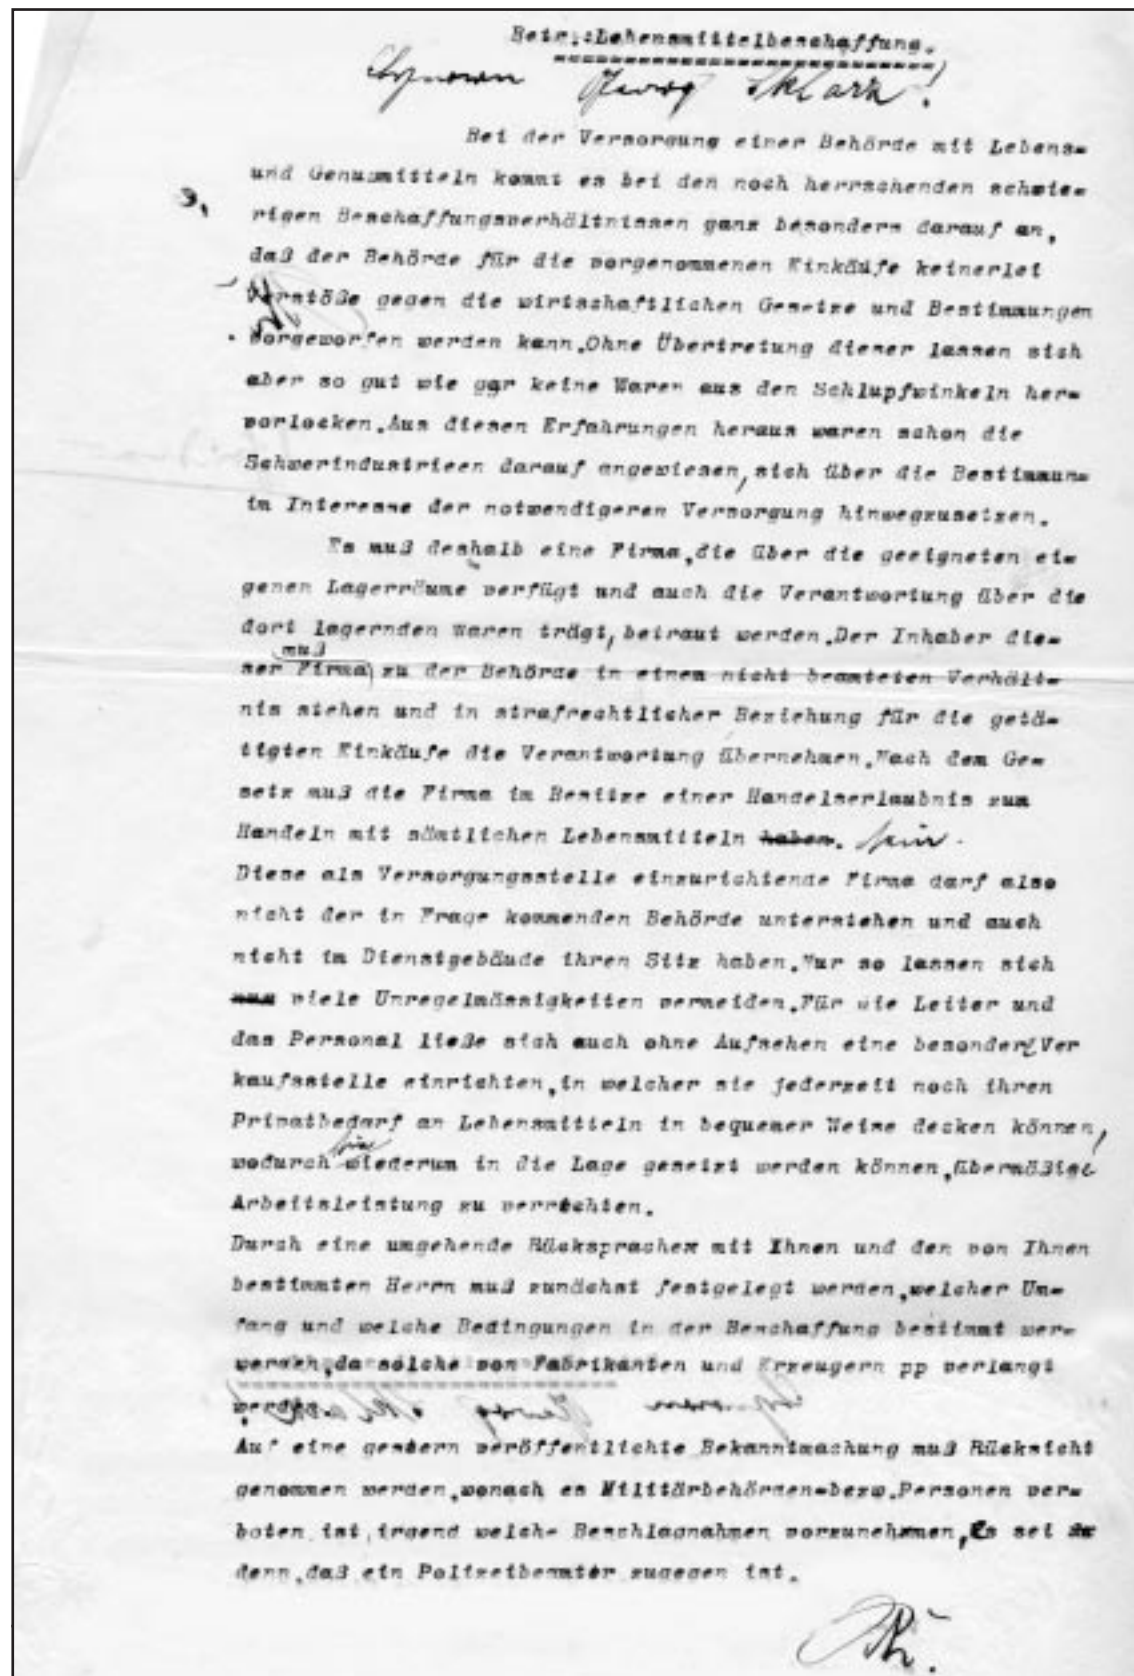 Betr.:Lebensmittelbeschaffung.
Georg Sklarz!
Bei der Versorgung einer Behörde mit Lebens=
und Genusmitteln kommt es bei den noch herrschenden schwie=
rigen Beschaffungsverhältnissen ganz besonders darauf an,
daß der Behörde für die vorgenommenen Einkäufe keinerlei
Verstöße gegen die wirtschaftlichen Gesetze und Bestimmungen
vorgeworfen werden kann.Ohne Übertretung dieser lassen sich
aber so gut wie gar keine Waren aus den Schlupfwinkeln her=
vorlocken.Aus diesen Erfahrungen heraus waren schon die
Schwerindustrieen darauf angewiesen,sich über die Bestimmun=
im Interesse der notwendigeren Versorgung hinwegzusetzen.
Es muß deshalb eine Firma,die über die geeigneten ei=
genen Lagerräume verfügt und auch die Verantwortung über die
dort lagernden Waren trägt,betraut werden.Der Inhaber die=
muß
ser Firma zu der Behörde in einem nicht beamteten Verhält=
nis stehen und in strafrechtlicher Beziehung für die getä=
tigten Einkäufe die Verantwortung übernehmen.Nach dem Ge=
setz muß die Firma im Besitze einer Handelserlaubnis zum
Handeln mit sämtlichen Lebensmitteln haben. sein.
Diese als Versorgungsstelle einzurichtende Firma darf also
nicht der in Frage kommenden Behörde unterstehen und auch
nicht im Dienstgebäude ihren Sitz haben.Nur so lassen sich
nun viele Unregelmässigkeiten vermeiden.Für die Leiter und
das Personal ließe sich auch ohne Aufsehen eine besondere Ver
kaufsstelle einrichten,in welcher sie jederzeit noch ihren
Privatbedarf an Lebensmitteln in bequemer Weise decken können,
sie
wodurch wiederum in die Lage gesetzt werden können,übermäßige
Arbeitsleistung zu verrichten.
Durch eine umgehende Rücksprachex mit Ihnen und den von Ihnen
bestimmten Herrn muß zunächst festgelegt werden,welcher Um=
fang und welche Bedingungen in der Beschaffung bestimmt wer=
werden,da solche von Fabrikanten und Erzeugern pp verlangt
werden.
Auf eine gestern veröffentlichte Bekanntmachung muß Rücksicht
genommen werden,wonach es Militärbehörden=bezw.Personen ver=
boten ist,irgend welche Beschlagnahmen vorzunehmen,Es sei
denn,daß ein Polizeibeamter zugegen ist.